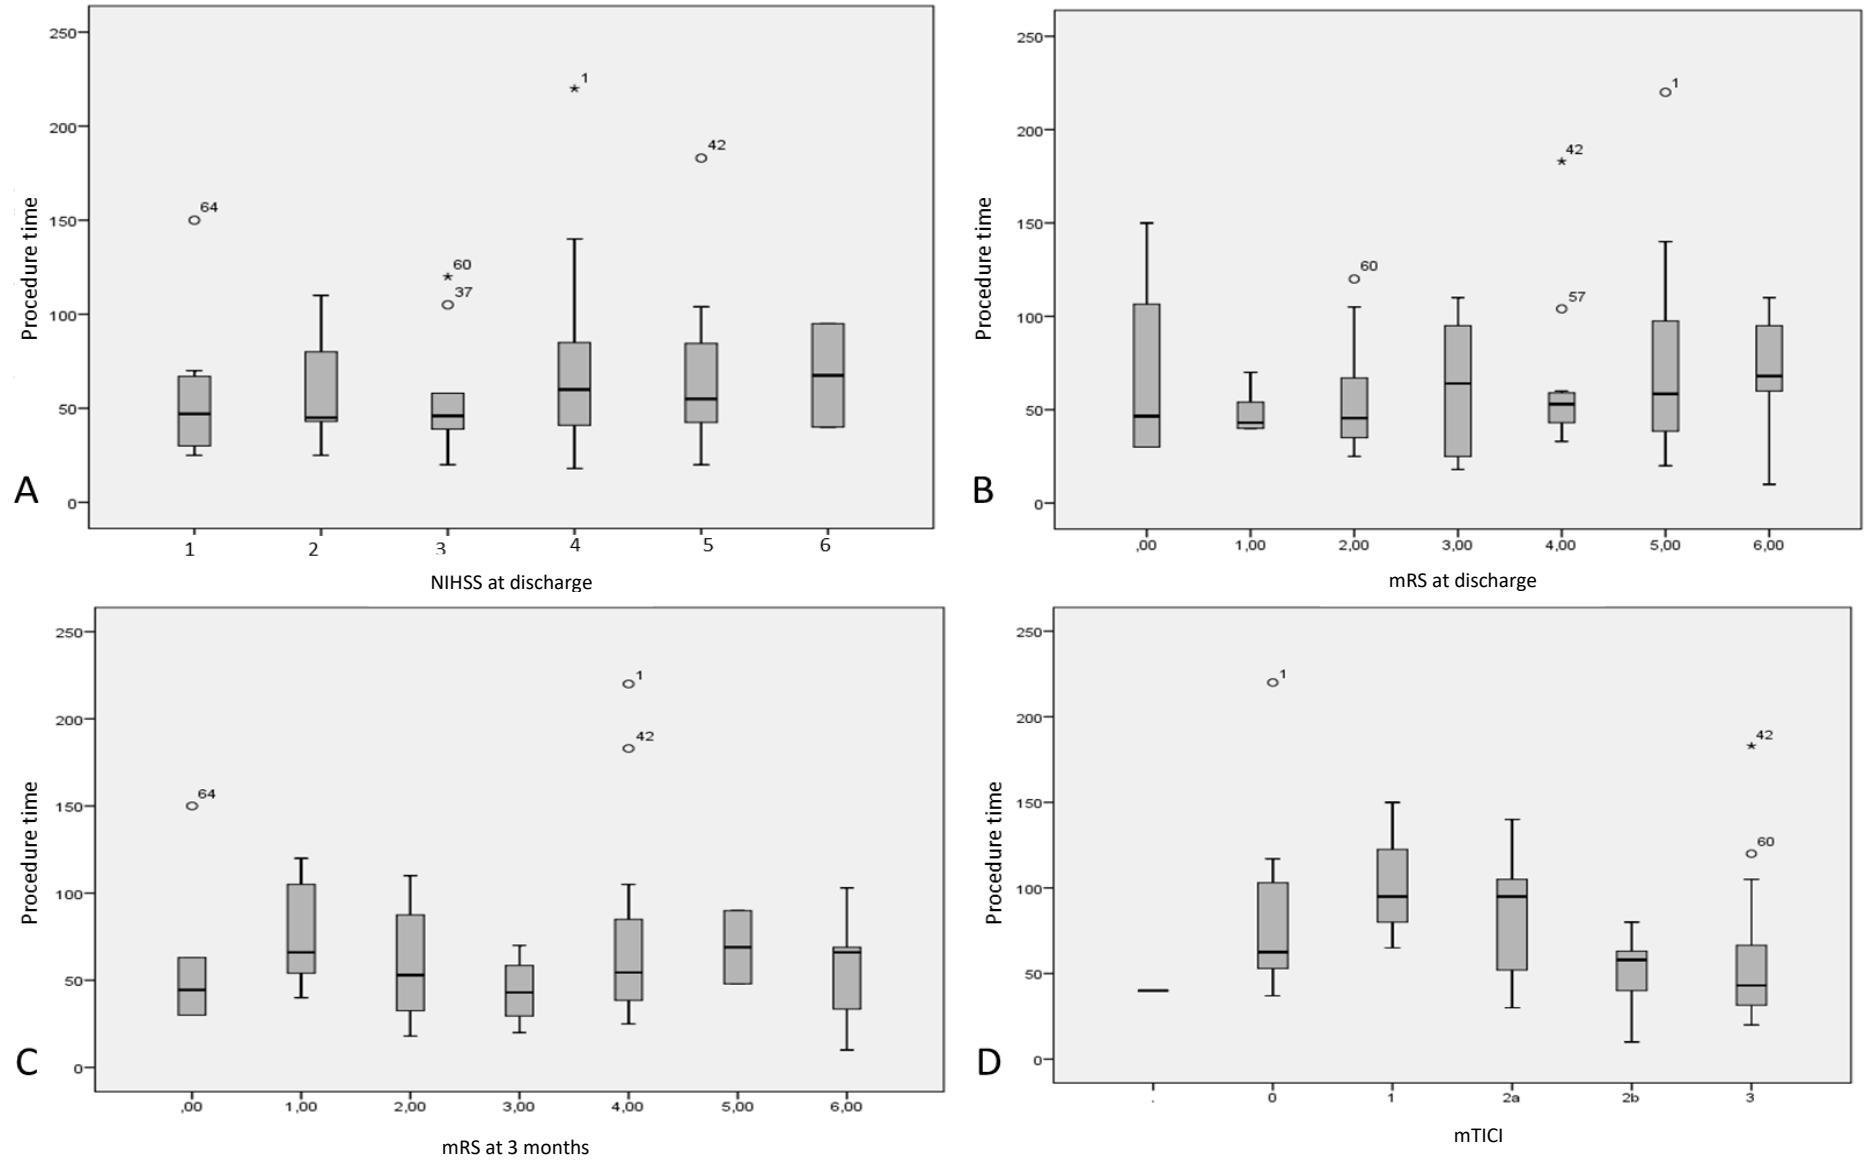 250
200
150
100
50
0
Procedure time
64
60
37
1
42
1 2 3 4 5 6
NIHSS at discharge
A
250
200
150
100
50
0
Procedure time
60
42
57
1
,00 1,00 2,00 3,00 4,00 5,00 6,00
mRS at discharge
B
250
200
150
100
50
0
Procedure time
64
1
42
,00 1,00 2,00 3,00 4,00 5,00 6,00
mRS at 3 months
C
250
200
150
100
50
0
Procedure time
1
42
60
. 0 1 2a 2b 3
mTICI
D